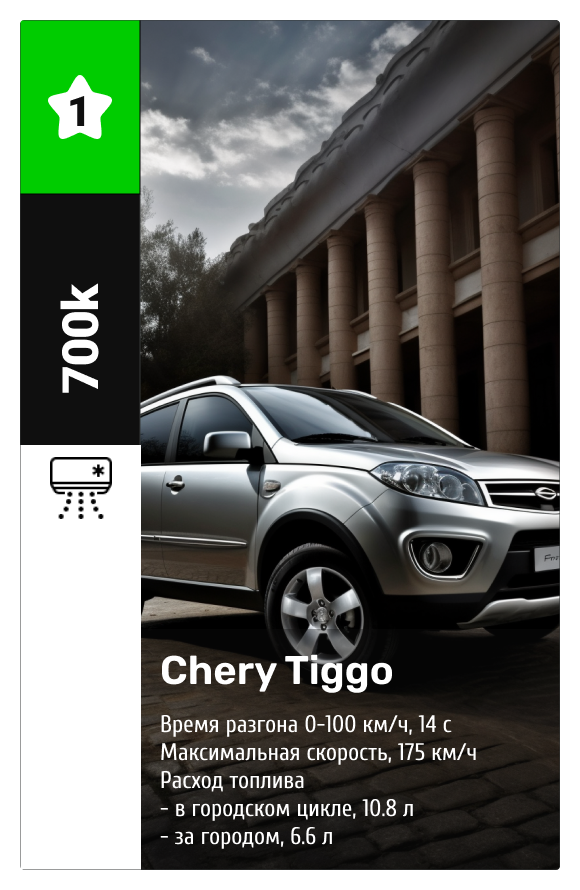 1
700k
Chery Tiggo
Время разгона 0-100 км/ч, 14 с
Максимальная скорость, 175 км/ч
Расход топлива
- в городском цикле, 10.8 л
- за городом, 6.6 л